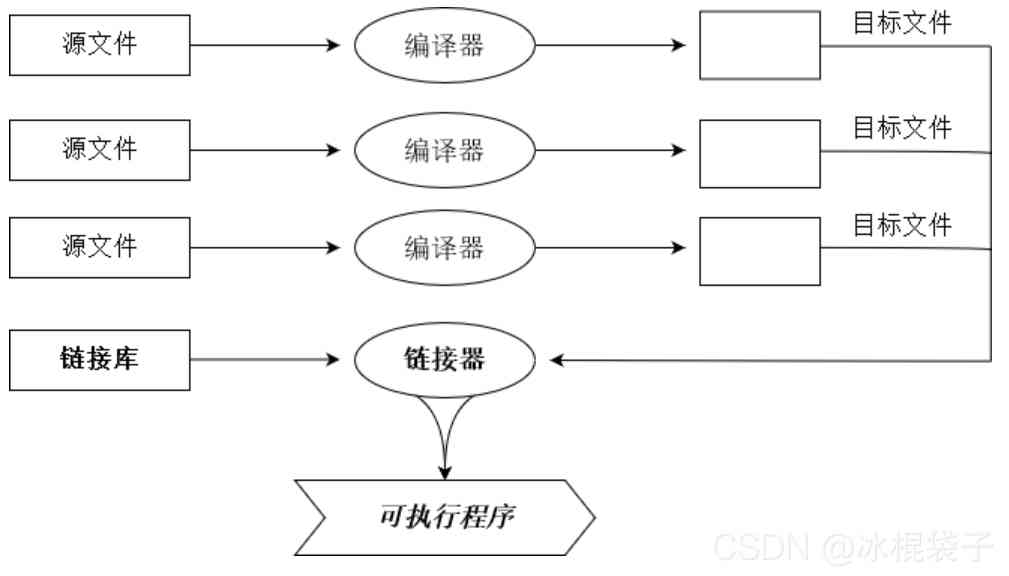 源文件
编译器
目标文件
源文件
编译器
目标文件
源文件
编译器
目标文件
链接库
链接器
可执行程序
CSDN @冰棍袋子